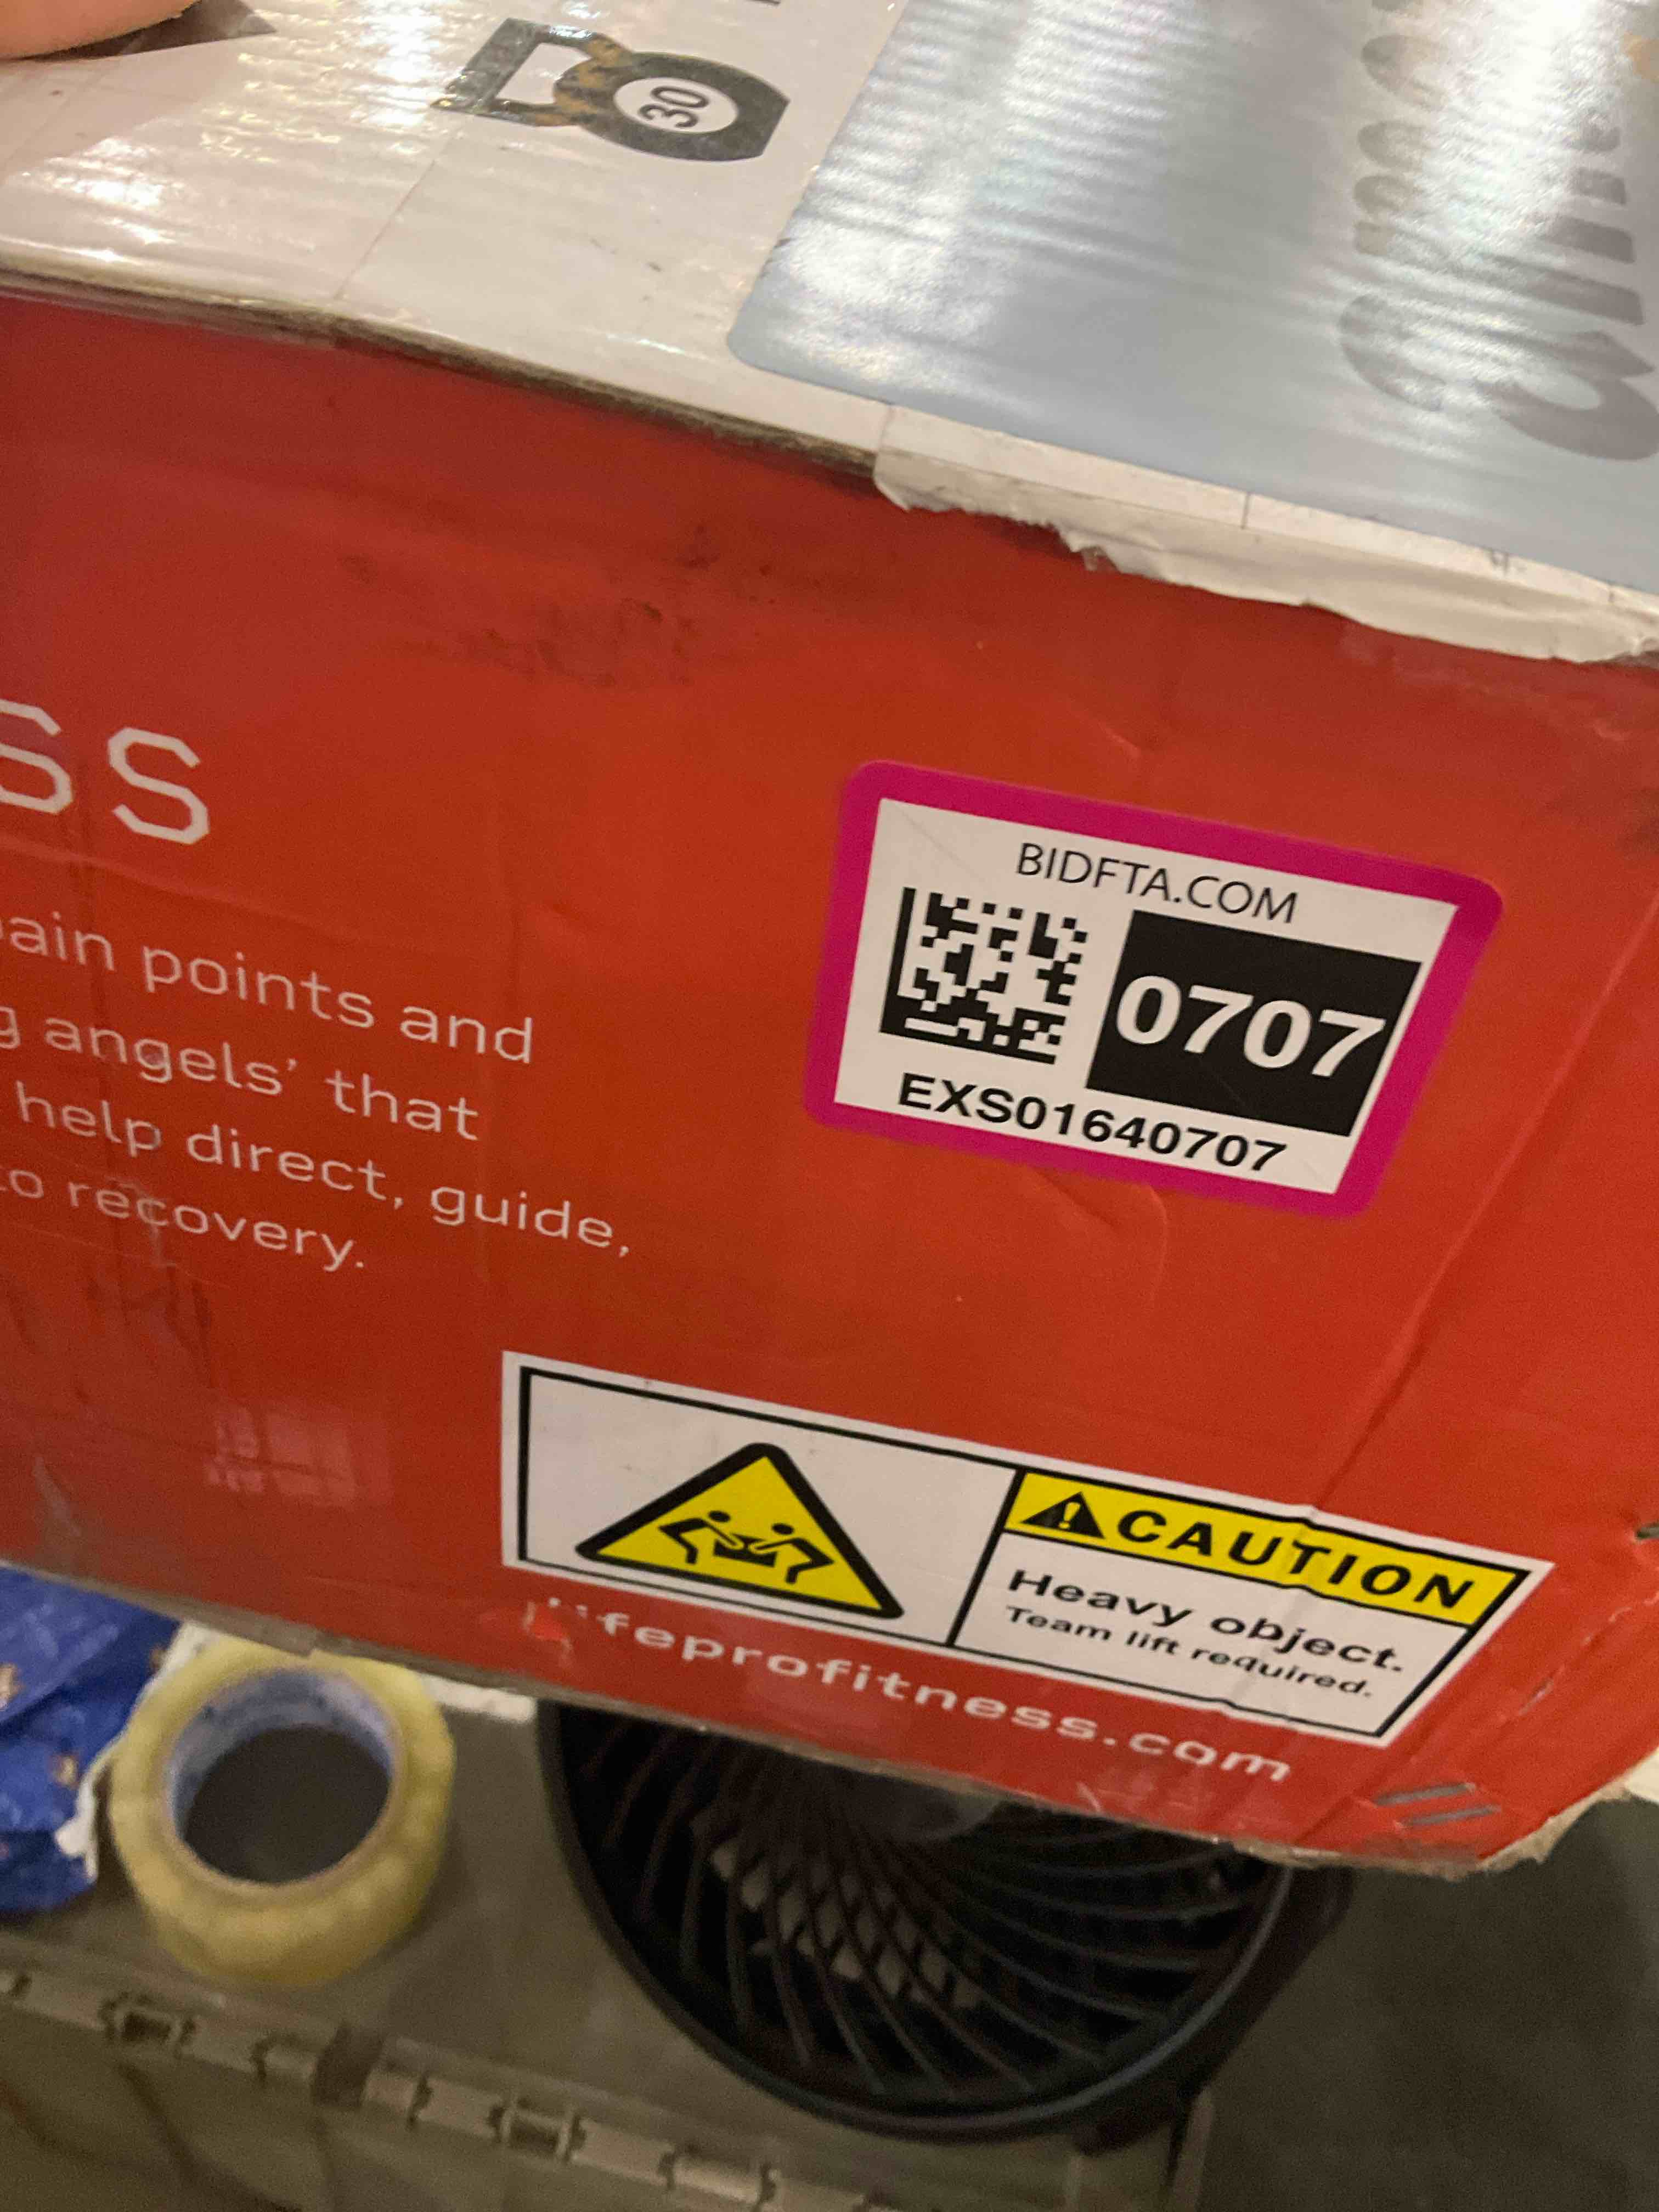 30
SS
ain points and
g angels' that
help direct, guide,
to recovery.
BIDFTA.COM
0707
EXS01640707
CAUTION
Heavy object.
Team lift required.
lifeprofitness.com